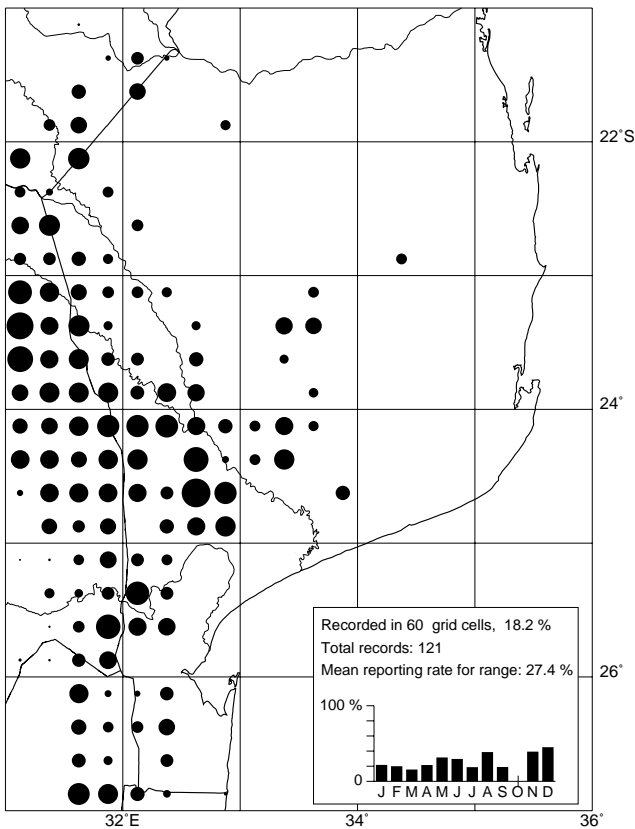 22°S
24°
Recorded in 60 grid cells, 18.2 %
Total records: 121
Mean reporting rate for range: 27.4 %
26°
100 %
0
J F M A M J J A S O N D
32°E 34° 36°